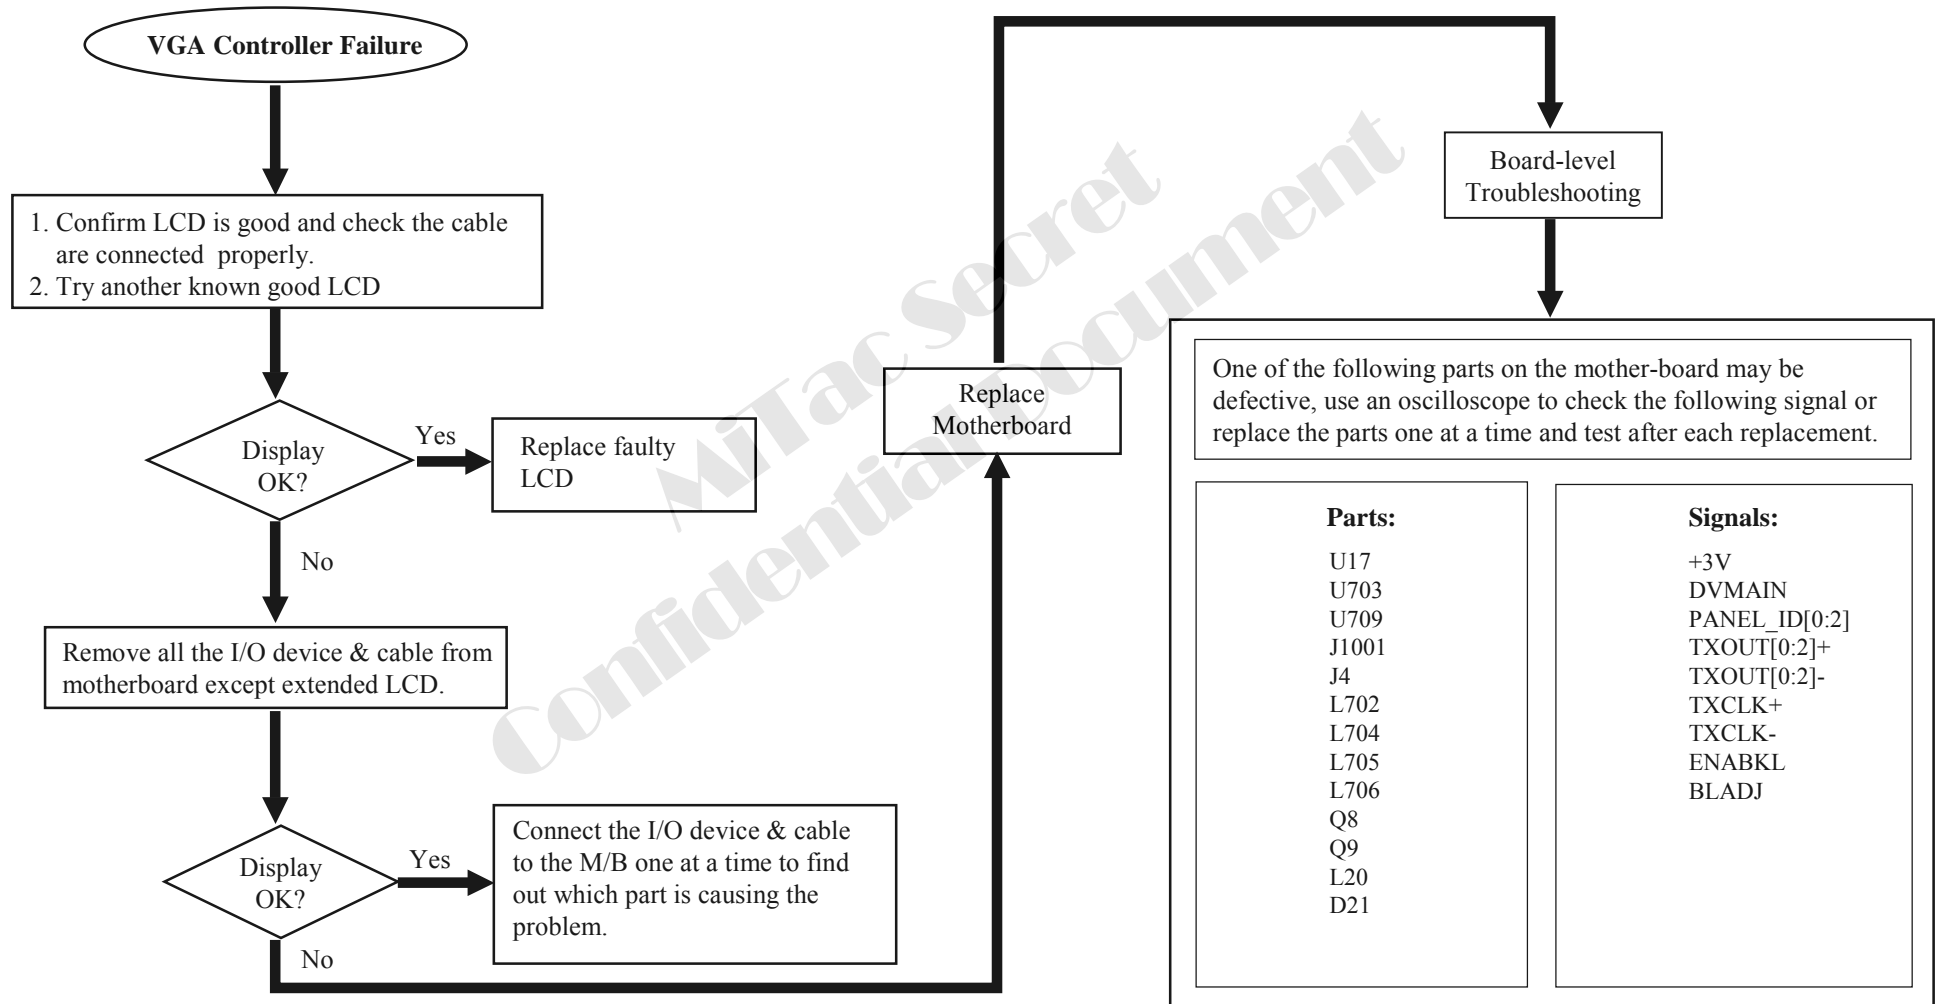 VGA Controller Failure
1. Confirm LCD is good and check the cable
are connected properly.
2. Try another known good LCD
Display
OK?
Yes
Replace faulty
LCD
No
Remove all the I/O device & cable from
motherboard except extended LCD.
Display
OK?
Yes
Connect the I/O device & cable
to the M/B one at a time to find
out which part is causing the
problem.
No
Replace
Motherboard
Board-level
Troubleshooting
One of the following parts on the mother-board may be
defective, use an oscilloscope to check the following signal or
replace the parts one at a time and test after each replacement.
Parts:
U17
U703
U709
J1001
J4
L702
L704
L705
L706
Q8
Q9
L20
D21
Signals:
+3V
DVMAIN
PANEL_ID[0:2]
TXOUT[0:2]+
TXOUT[0:2]-
TXCLK+
TXCLK-
ENABKL
BLADJ
MiTac Secret
Confidential Document